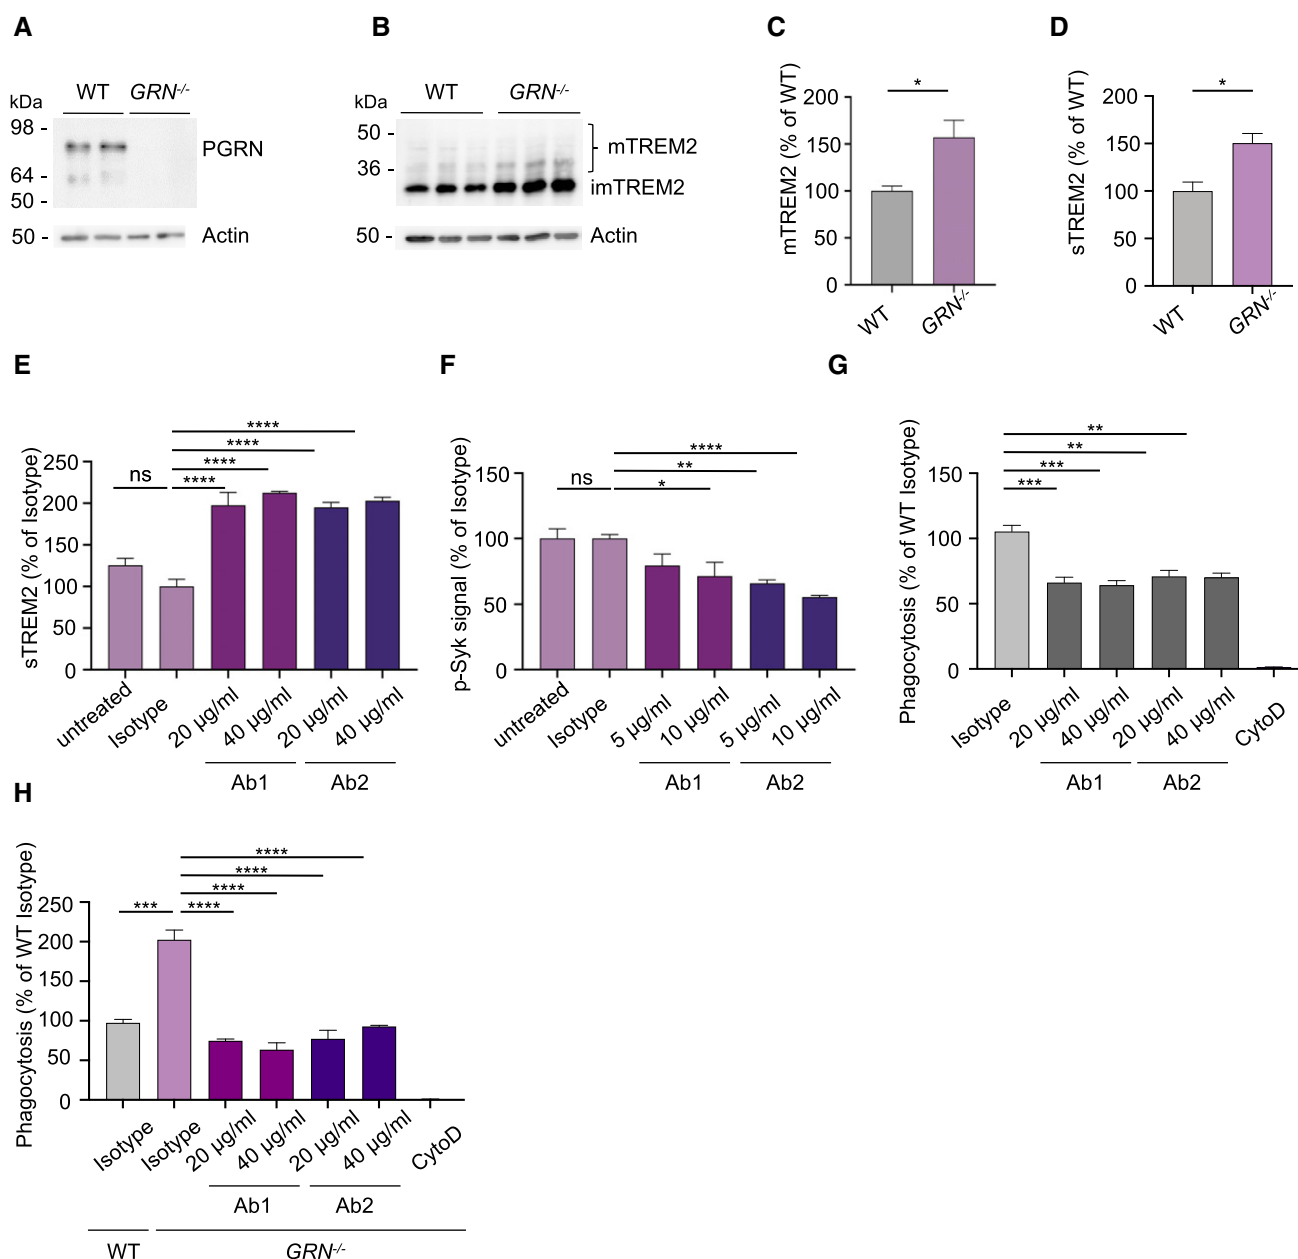 A
B
C
D
kDa
WT
GRN-/-
98 -
64 -
50 -
PGRN
50 -
Actin
kDa
WT
GRN-/-
50 -
36 -
mTREM2
imTREM2
50 -
Actin
mTREM2 (% of WT)
200
150
100
50
0
*
WT
GRN-/-
sTREM2 (% of WT)
200
150
100
50
0
*
WT
GRN-/-
E
F
G
sTREM2 (% of Isotype)
250
200
150
100
50
0
****
****
****
ns
****
untreated
Isotype
20 µg/ml
40 µg/ml
20 µg/ml
40 µg/ml
Ab1
Ab2
p-Syk signal (% of Isotype)
150
100
50
0
****
**
ns
*
untreated
Isotype
5 µg/ml
10 µg/ml
5 µg/ml
10 µg/ml
Ab1
Ab2
Phagocytosis (% of WT Isotype)
150
100
50
0
**
**
***
***
Isotype
20 µg/ml
40 µg/ml
20 µg/ml
40 µg/ml
CytoD
Ab1
Ab2
H
Phagocytosis (% of WT Isotype)
250
200
150
100
50
0
****
****
****
***
****
Isotype
Isotype
20 µg/ml
40 µg/ml
20 µg/ml
40 µg/ml
CytoD
Ab1
Ab2
WT
GRN-/-